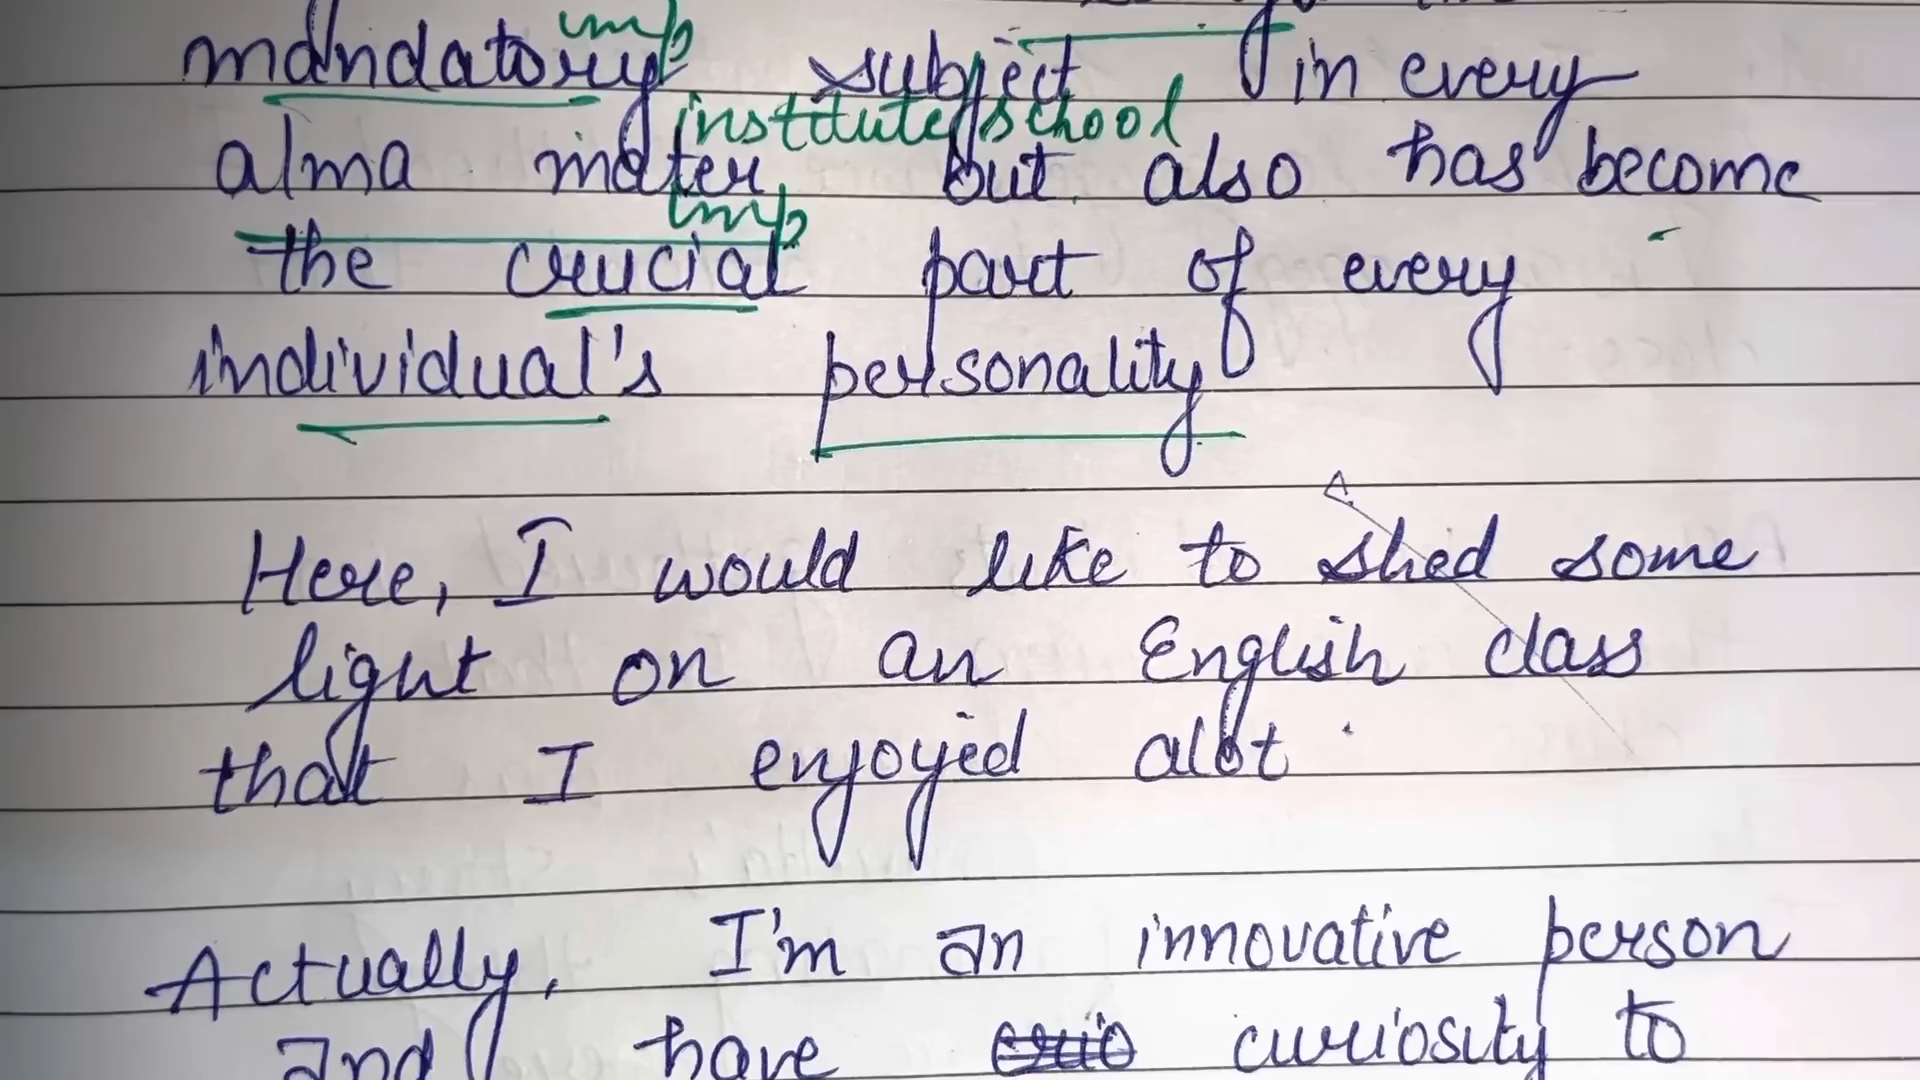 imp
mandatory subject in every
institute/school
alma mater, but also has become
imp
the crucial part of every
individual's personality
Here, I would like to shed some
light on an English class
that I enjoyed alot.
Actually, I'm an innovative person
and have curiosity to